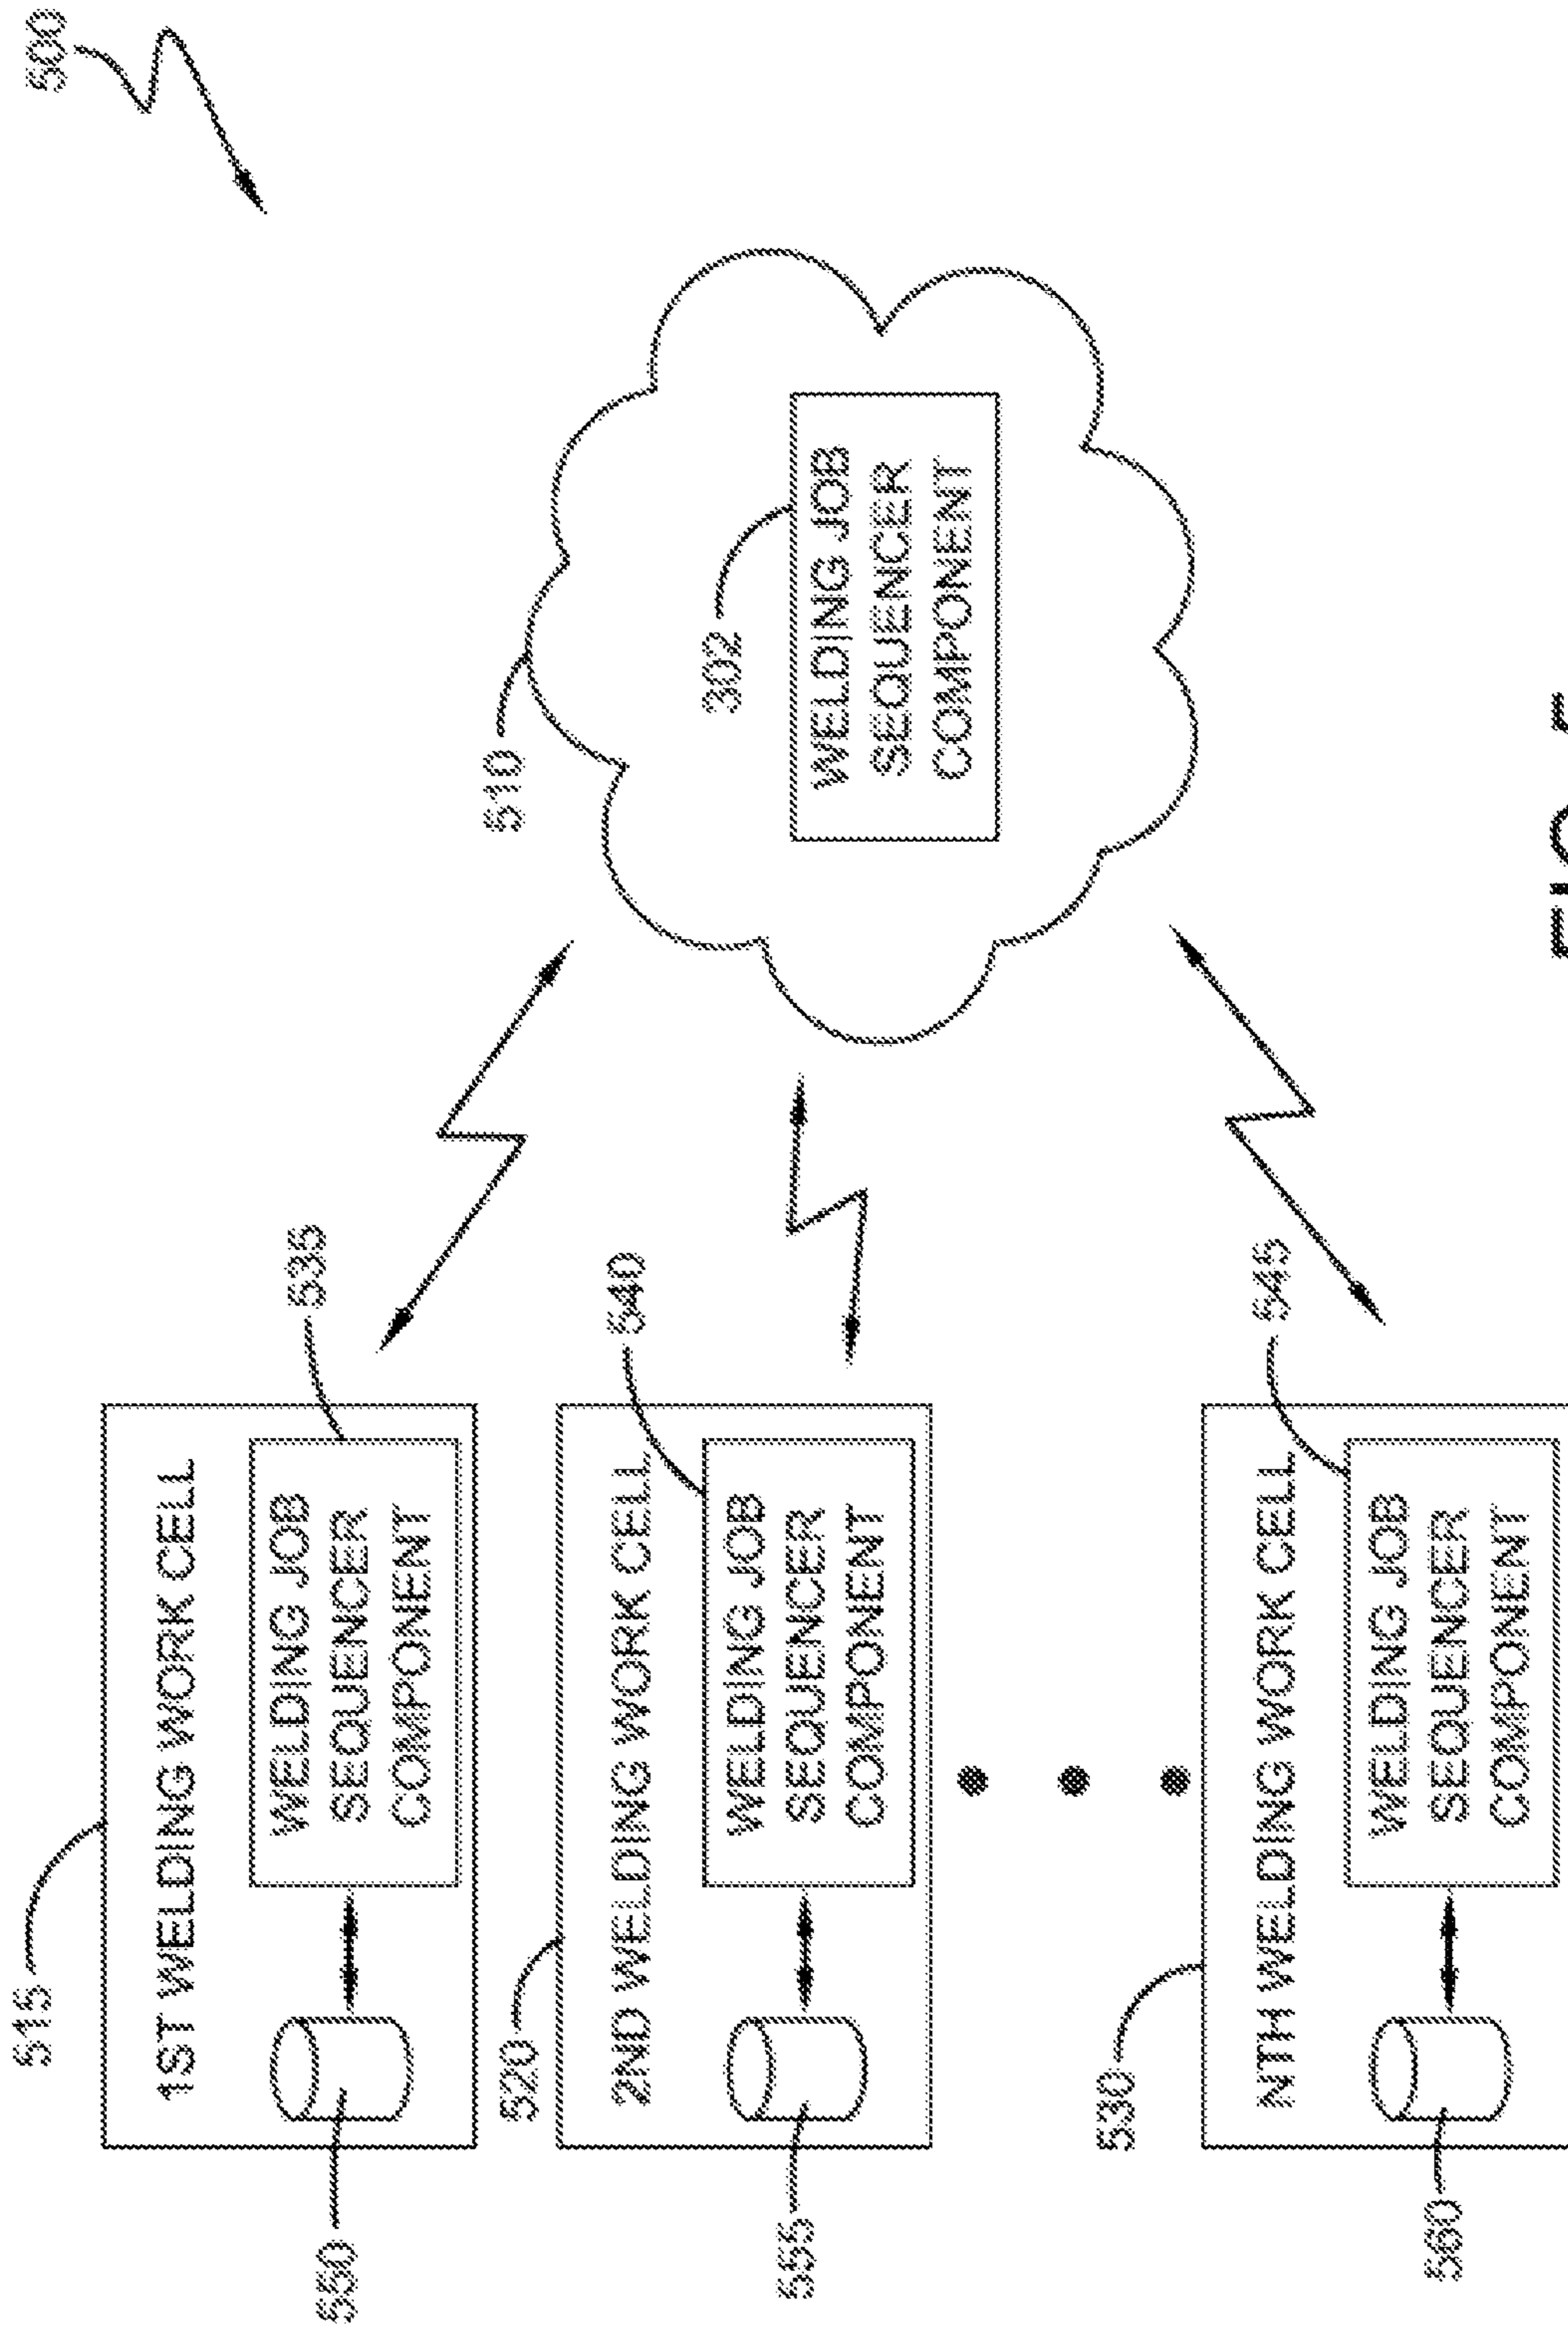 500
515
1ST WELDING WORK CELL
WELDING JOB
SEQUENCER
COMPONENT
535
550
510
302
WELDING JOB
SEQUENCER
COMPONENT
520
2ND WELDING WORK CELL
WELDING JOB
SEQUENCER
COMPONENT
540
555
530
NTH WELDING WORK CELL
WELDING JOB
SEQUENCER
COMPONENT
545
560